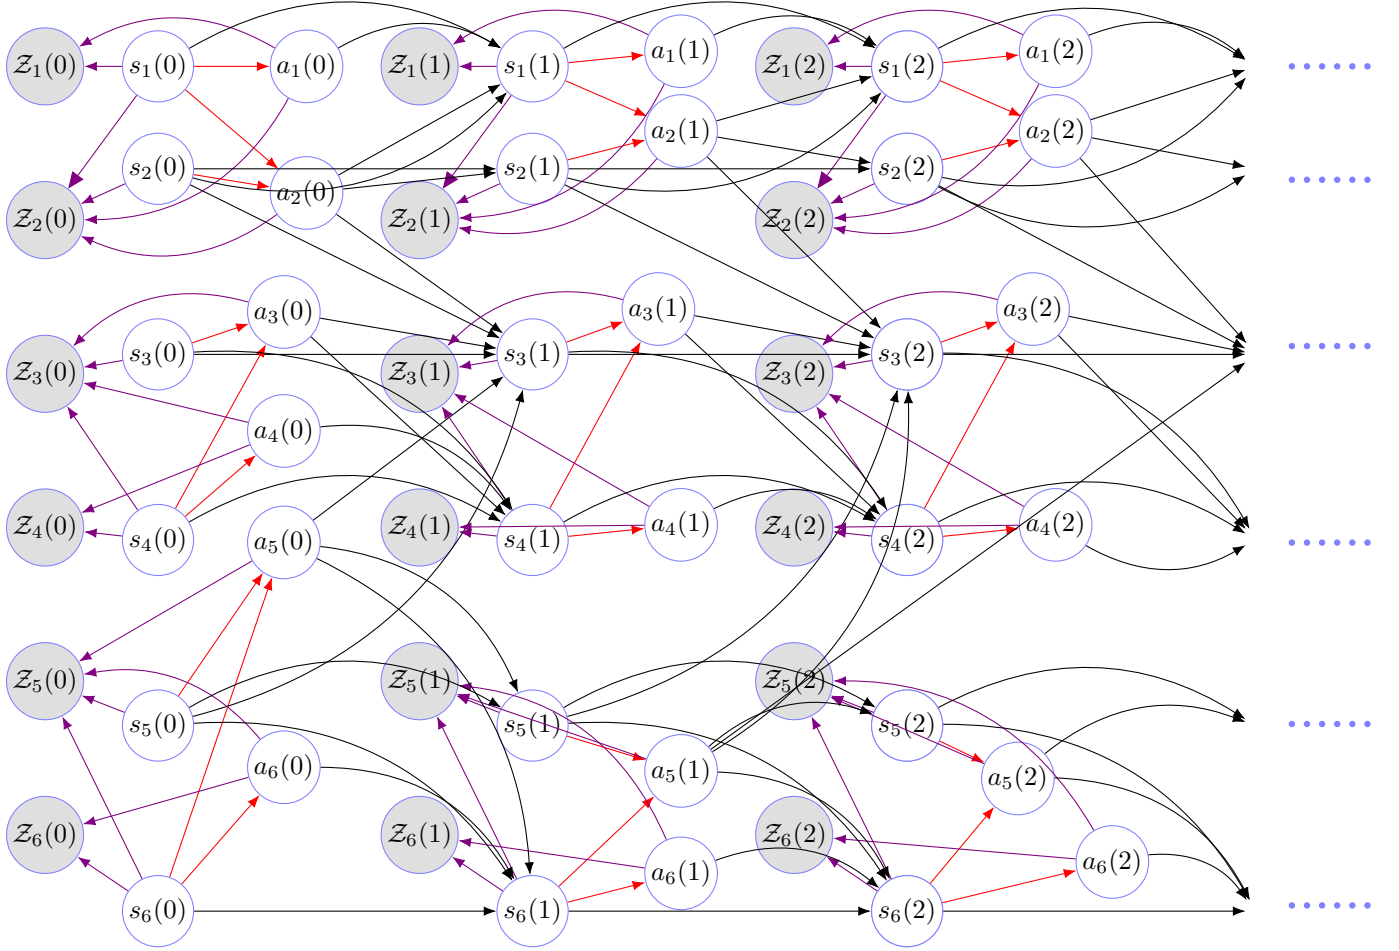 𝒵₁(0) s₁(0) a₁(0) 𝒵₁(1) s₁(1) a₁(1) 𝒵₁(2) s₁(2) a₁(2) ······
a₂(1) a₂(2)
s₂(0) a₂(0) s₂(1) s₂(2) ······
𝒵₂(0) 𝒵₂(1) 𝒵₂(2)
a₃(0) a₃(1) a₃(2)
𝒵₃(0) s₃(0) 𝒵₃(1) s₃(1) 𝒵₃(2) s₃(2) ······
a₄(0)
𝒵₄(0) s₄(0) 𝒵₄(1) s₄(1) a₄(1) 𝒵₄(2) s₄(2) a₄(2) ······
a₅(0)
𝒵₅(0) 𝒵₅(1) 𝒵₅(2)
s₅(0) s₅(1) s₅(2) ······
a₆(0) a₅(1) a₅(2)
𝒵₆(0) 𝒵₆(1) 𝒵₆(2)
a₆(1) a₆(2)
s₆(0) s₆(1) s₆(2) ······